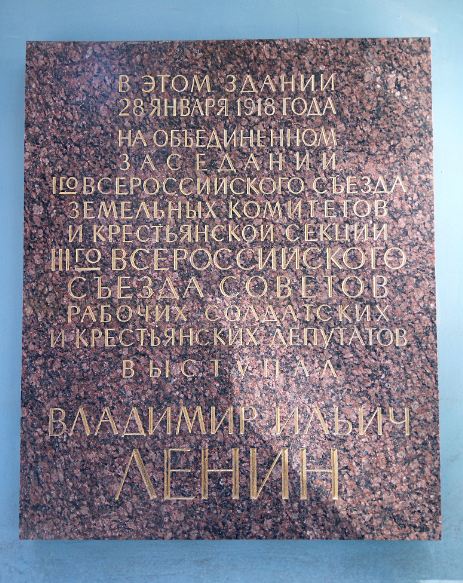 В ЭТОМ ЗДАНИИ
28 ЯНВАРЯ 1918 ГОДА
НА ОБЪЕДИНЕННОМ
ЗАСЕДАНИИ
IГО ВСЕРОССИЙСКОГО СЪЕЗДА
ЗЕМЕЛЬНЫХ КОМИТЕТОВ
И КРЕСТЬЯНСКОЙ СЕКЦИИ
IIIГО ВСЕРОССИЙСКОГО
СЪЕЗДА СОВЕТОВ
РАБОЧИХ СОЛДАТСКИХ
И КРЕСТЬЯНСКИХ ДЕПУТАТОВ
ВЫСТУПАЛ
ВЛАДИМИР ИЛЬИЧ
ЛЕНИН